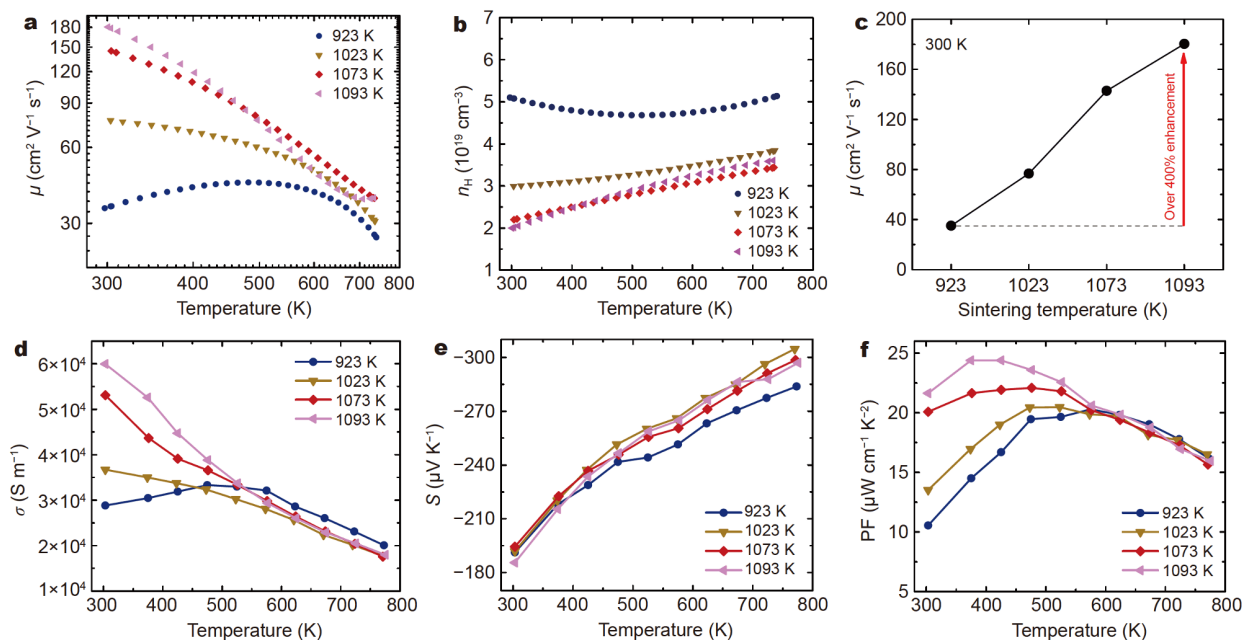 a
180
150
120
90
60
30
μ (cm² V⁻¹ s⁻¹)
923 K
1023 K
1073 K
1093 K
300 400 500 600 700 800
Temperature (K)
b
7
6
5
4
3
2
1
n_H (10¹⁹ cm⁻³)
923 K
1023 K
1073 K
1093 K
300 400 500 600 700 800
Temperature (K)
c
300 K
200
160
120
80
40
0
μ (cm² V⁻¹ s⁻¹)
Over 400% enhancement
923 1023 1073 1093
Sintering temperature (K)
d
6×10⁴
5×10⁴
4×10⁴
3×10⁴
2×10⁴
1×10⁴
σ (S m⁻¹)
923 K
1023 K
1073 K
1093 K
300 400 500 600 700 800
Temperature (K)
e
−300
−270
−240
−210
−180
S (μV K⁻¹)
923 K
1023 K
1073 K
1093 K
300 400 500 600 700 800
Temperature (K)
f
25
20
15
10
5
PF (μW cm⁻¹ K⁻²)
923 K
1023 K
1073 K
1093 K
300 400 500 600 700 800
Temperature (K)